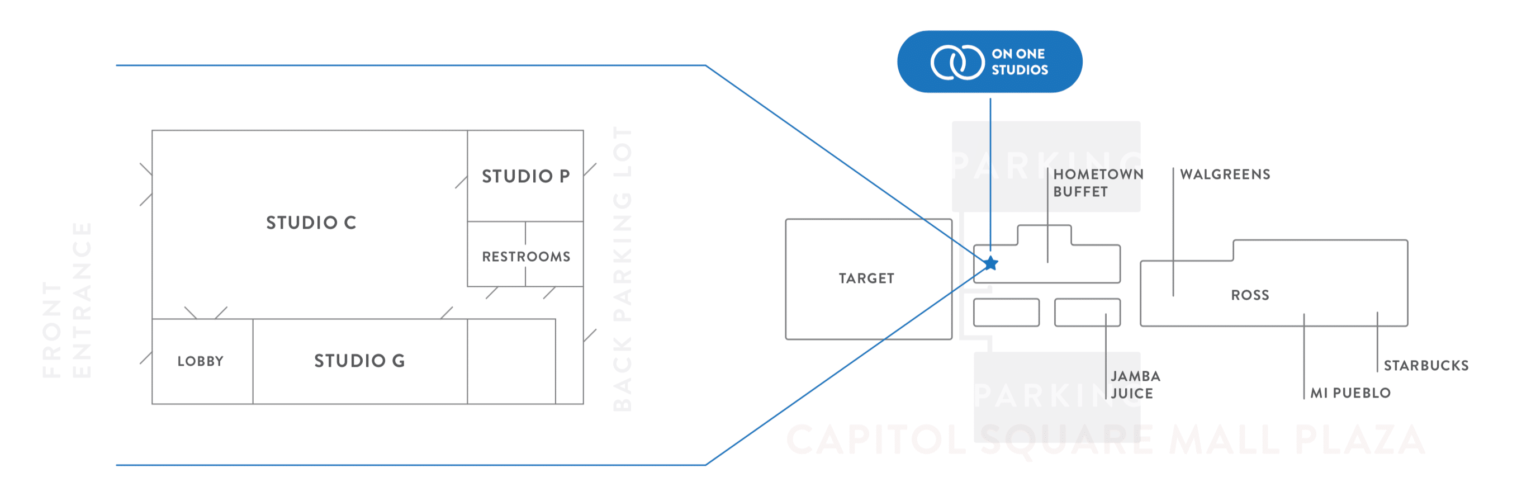 ON ONE
STUDIOS
STUDIO C
STUDIO P
RESTROOMS
LOBBY
STUDIO G
FRONT
ENTRANCE
BACK PARKING LOT
PARKING
HOMETOWN
BUFFET
WALGREENS
TARGET
ROSS
JAMBA
JUICE
STARBUCKS
MI PUEBLO
PARKING
CAPITOL SQUARE MALL PLAZA